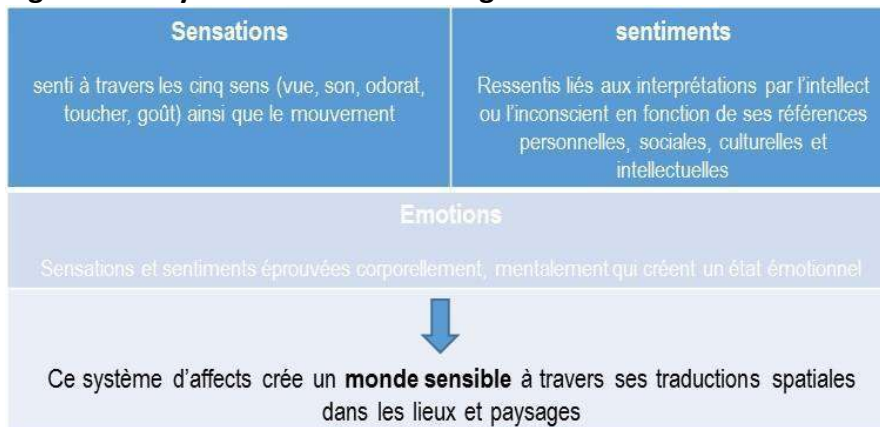 Sensations
senti à travers les cinq sens (vue, son, odorat,
toucher, goût) ainsi que le mouvement
sentiments
Ressentis liés aux interprétations par l'intellect
ou l'inconscient en fonction de ses références
personnelles, sociales, culturelles et
intellectuelles
Emotions
Sensations et sentiments éprouvées corporellement, mentalement qui créent un état émotionnel
Ce système d'affects crée un monde sensible à travers ses traductions spatiales
dans les lieux et paysages